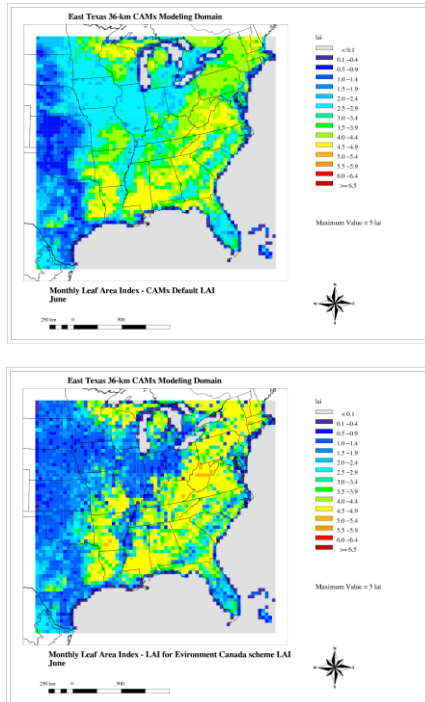 East Texas 36-km CAMx Modeling Domain
lai
< 0.1
0.1 -0.4
0.5 -0.9
1.0 -1.4
1.5 -1.9
2.0 -2.4
2.5 -2.9
3.0 -3.4
3.5 -3.9
4.0 -4.4
4.5 -4.9
5.0 -5.4
5.5 -5.9
6.0 -6.4
>= 6.5
Maximum Value = 5 lai
Monthly Leaf Area Index - CAMx Default LAI
June
250 km 0 500
East Texas 36-km CAMx Modeling Domain
lai
< 0.1
0.1 -0.4
0.5 -0.9
1.0 -1.4
1.5 -1.9
2.0 -2.4
2.5 -2.9
3.0 -3.4
3.5 -3.9
4.0 -4.4
4.5 -4.9
5.0 -5.4
5.5 -5.9
6.0 -6.4
>= 6.5
Maximum Value = 5 lai
Monthly Leaf Area Index - LAI for Evironment Canada scheme LAI
June
250 km 0 500